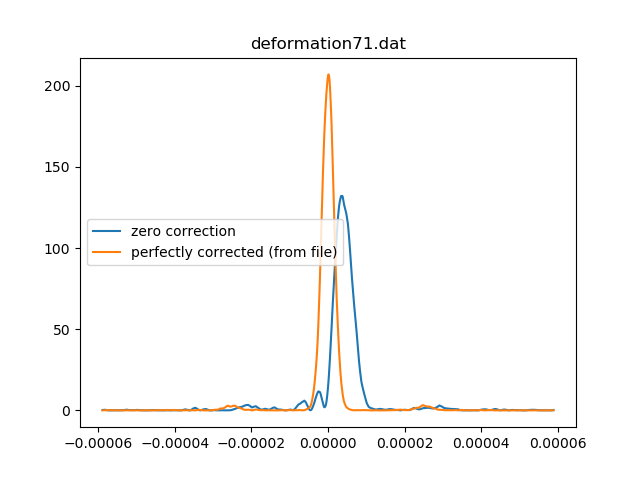 deformation71.dat
200
150
100
50
0
zero correction
perfectly corrected (from file)
−0.00006 −0.00004 −0.00002 0.00000 0.00002 0.00004 0.00006